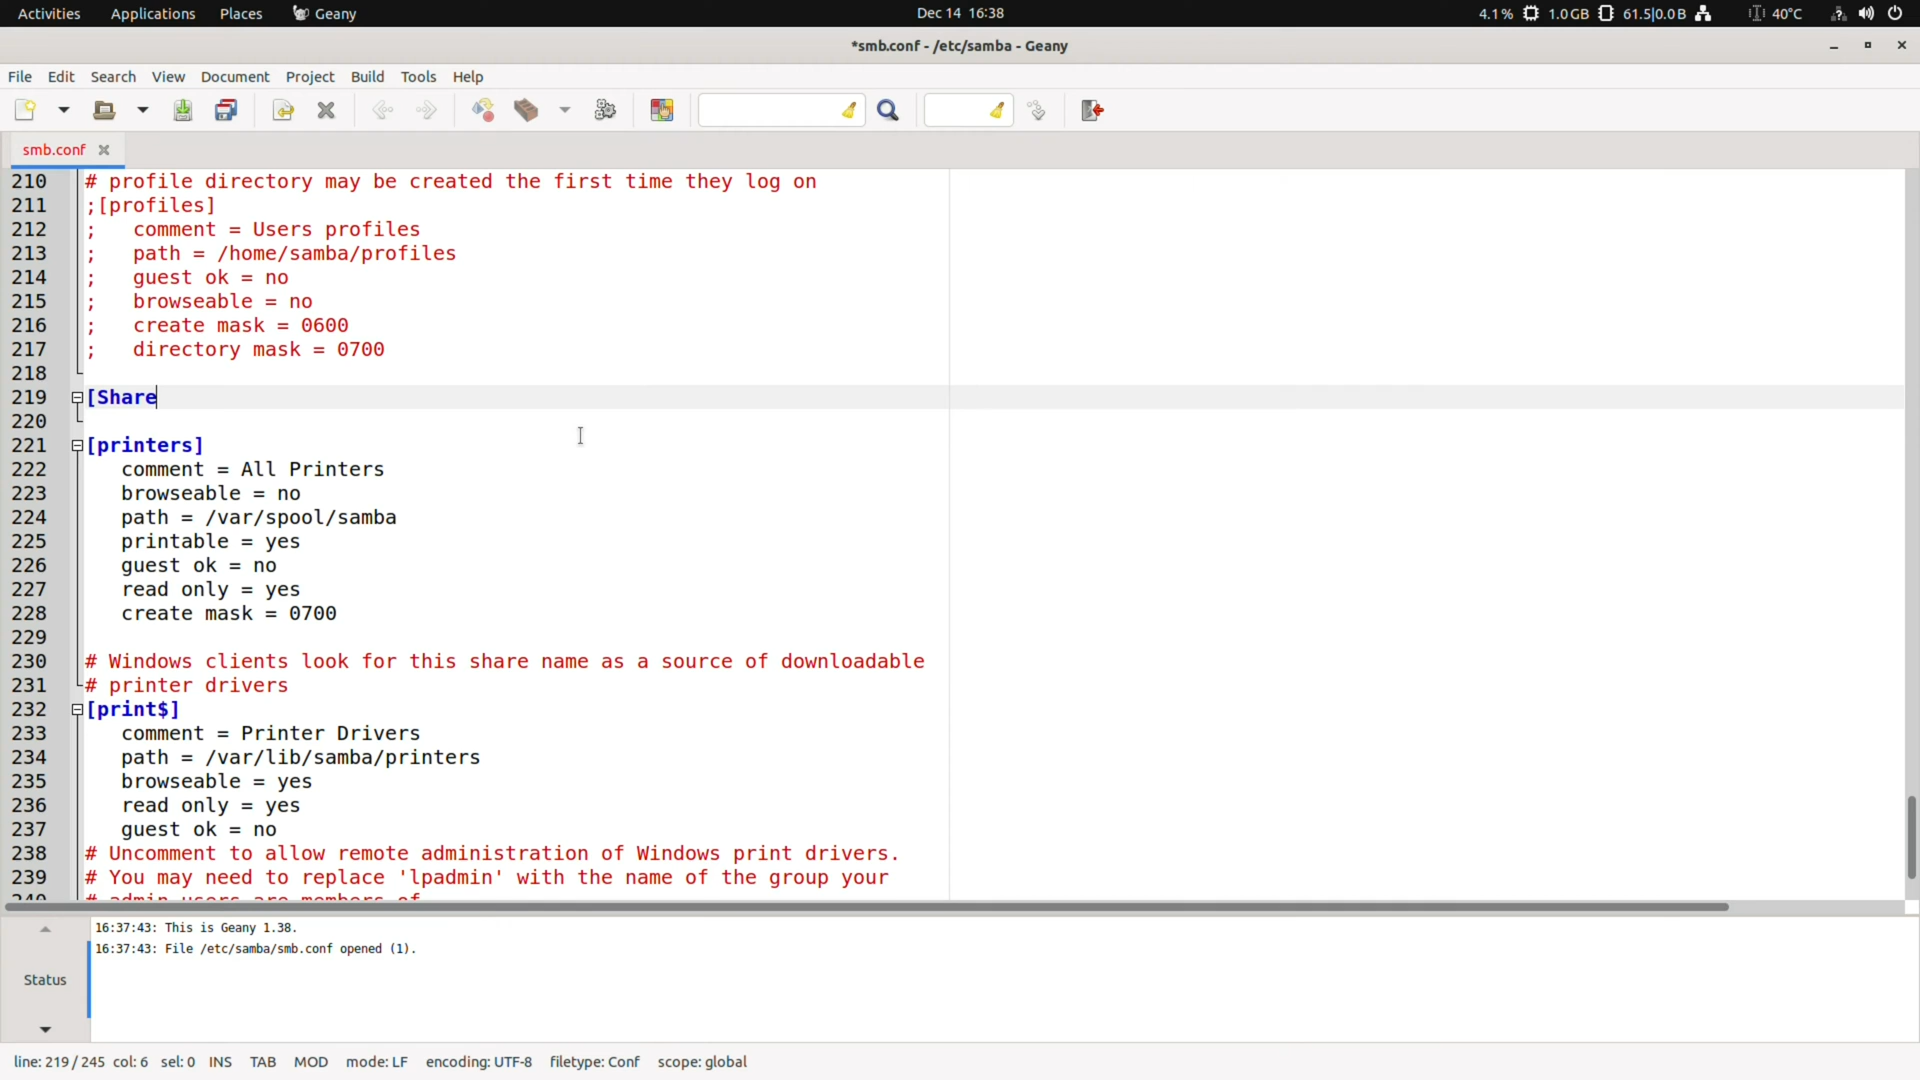 Activities Applications Places Geany Dec 14 16:38 4.1% 1.0GB 61.5|0.0B 40°C
*smb.conf - /etc/samba - Geany
File Edit Search View Document Project Build Tools Help
smb.conf
210 # profile directory may be created the first time they log on
211 ;[profiles]
212 ;   comment = Users profiles
213 ;   path = /home/samba/profiles
214 ;   guest ok = no
215 ;   browseable = no
216 ;   create mask = 0600
217 ;   directory mask = 0700
218
219 [Share
220
221 [printers]
222    comment = All Printers
223    browseable = no
224    path = /var/spool/samba
225    printable = yes
226    guest ok = no
227    read only = yes
228    create mask = 0700
229
230 # Windows clients look for this share name as a source of downloadable
231 # printer drivers
232 [print$]
233    comment = Printer Drivers
234    path = /var/lib/samba/printers
235    browseable = yes
236    read only = yes
237    guest ok = no
238 # Uncomment to allow remote administration of Windows print drivers.
239 # You may need to replace 'lpadmin' with the name of the group your
240 # admin users are members of.
16:37:43: This is Geany 1.38.
16:37:43: File /etc/samba/smb.conf opened (1).
Status
line: 219 / 245 col: 6 sel: 0 INS TAB MOD mode: LF encoding: UTF-8 filetype: Conf scope: global